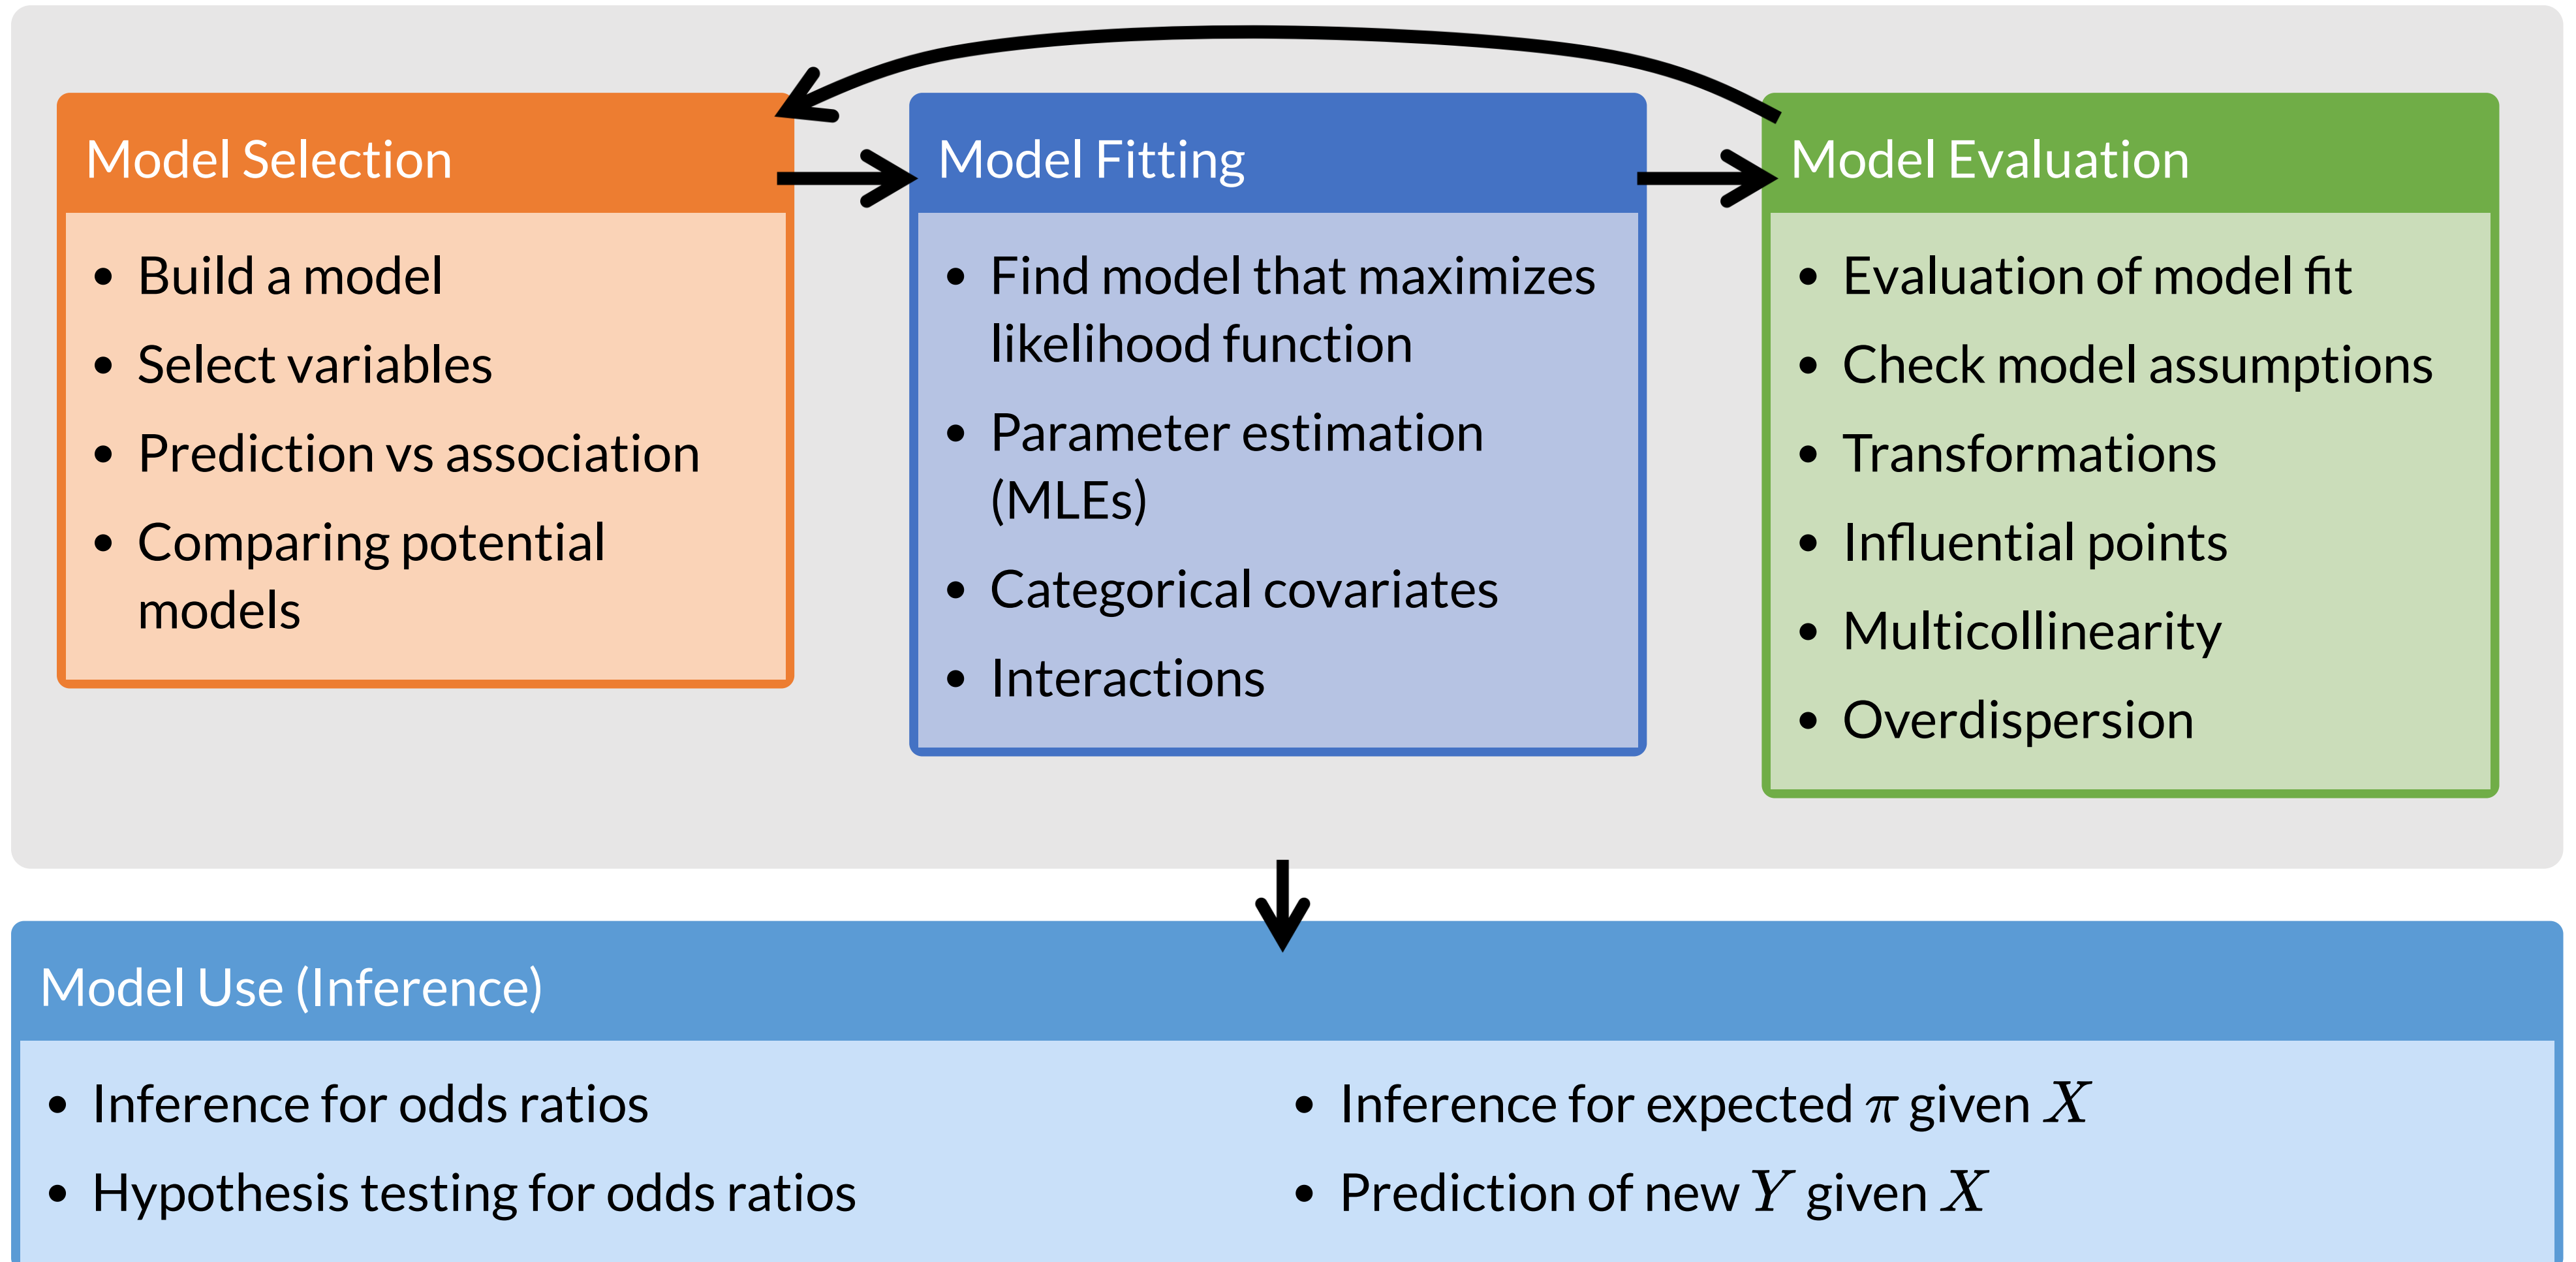 Model Selection
• Build a model
• Select variables
• Prediction vs association
• Comparing potential
models
Model Fitting
• Find model that maximizes
likelihood function
• Parameter estimation
(MLEs)
• Categorical covariates
• Interactions
Model Evaluation
• Evaluation of model fit
• Check model assumptions
• Transformations
• Influential points
• Multicollinearity
• Overdispersion
Model Use (Inference)
• Inference for odds ratios
• Hypothesis testing for odds ratios
• Inference for expected π given X
• Prediction of new Y given X